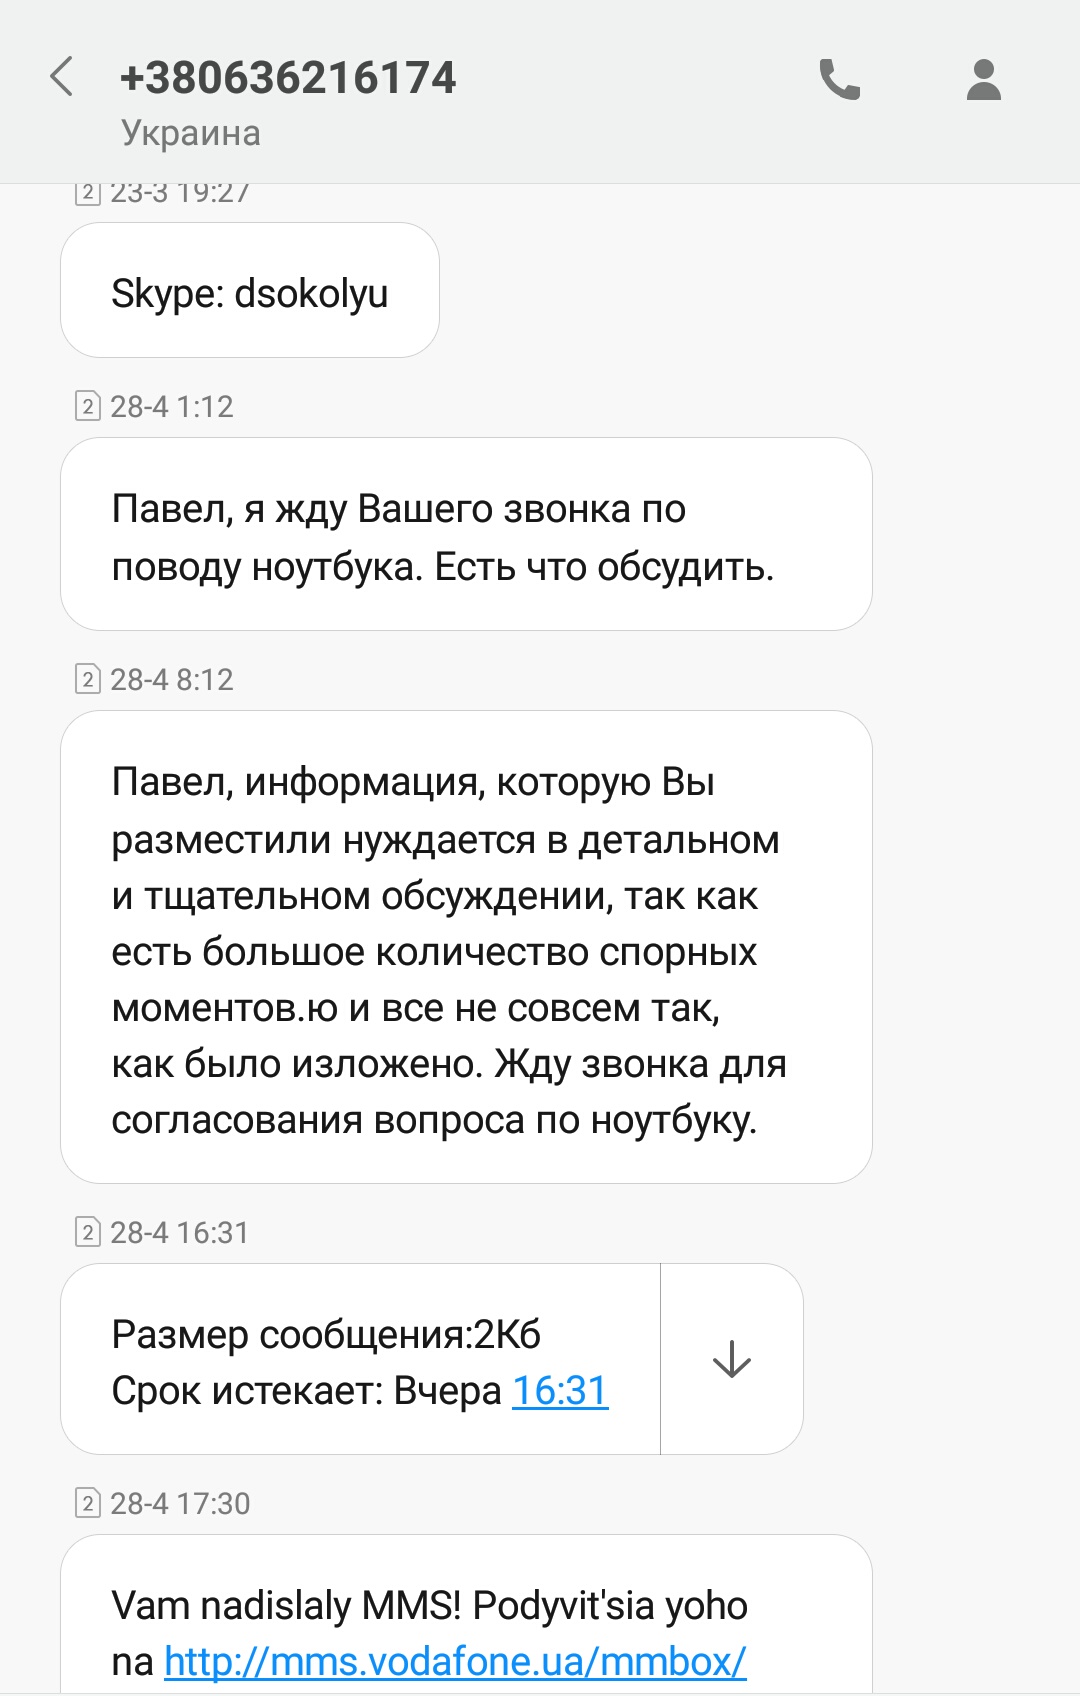 +380636216174
Украина
2 23-3 19:27
Skype: dsokolyu
2 28-4 1:12
Павел, я жду Вашего звонка по
поводу ноутбука. Есть что обсудить.
2 28-4 8:12
Павел, информация, которую Вы
разместили нуждается в детальном
и тщательном обсуждении, так как
есть большое количество спорных
моментов.ю и все не совсем так,
как было изложено. Жду звонка для
согласования вопроса по ноутбуку.
2 28-4 16:31
Размер сообщения:2Кб
Срок истекает: Вчера 16:31
2 28-4 17:30
Vam nadislaly MMS! Podyvit'sia yoho
na http://mms.vodafone.ua/mmbox/